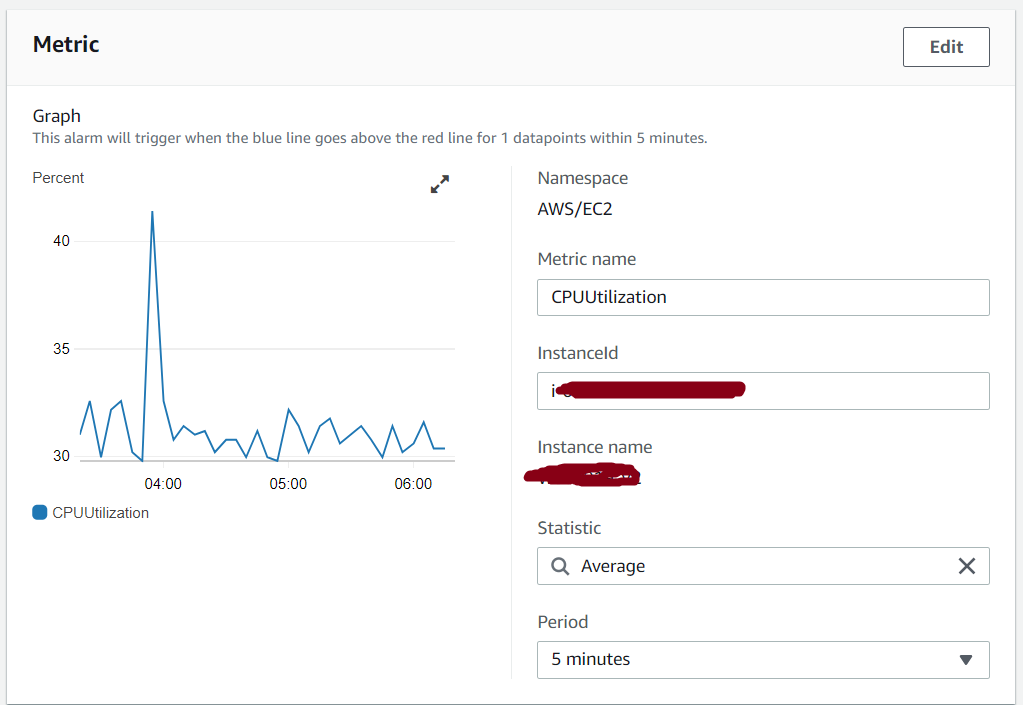 Metric
Edit
Graph
This alarm will trigger when the blue line goes above the red line for 1 datapoints within 5 minutes.
Percent
40
35
30
04:00
05:00
06:00
CPUUtilization
Namespace
AWS/EC2
Metric name
CPUUtilization
InstanceId
Instance name
Statistic
Average
Period
5 minutes